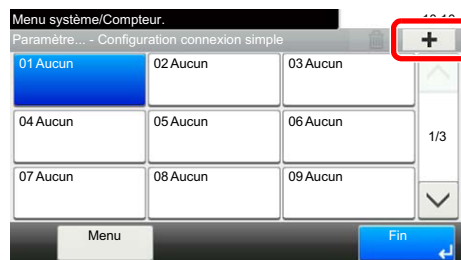 Menu système/Compteur.
Paramètre... - Configuration connexion simple
01 Aucun
02 Aucun
03 Aucun
04 Aucun
05 Aucun
06 Aucun
1/3
07 Aucun
08 Aucun
09 Aucun
Menu
Fin